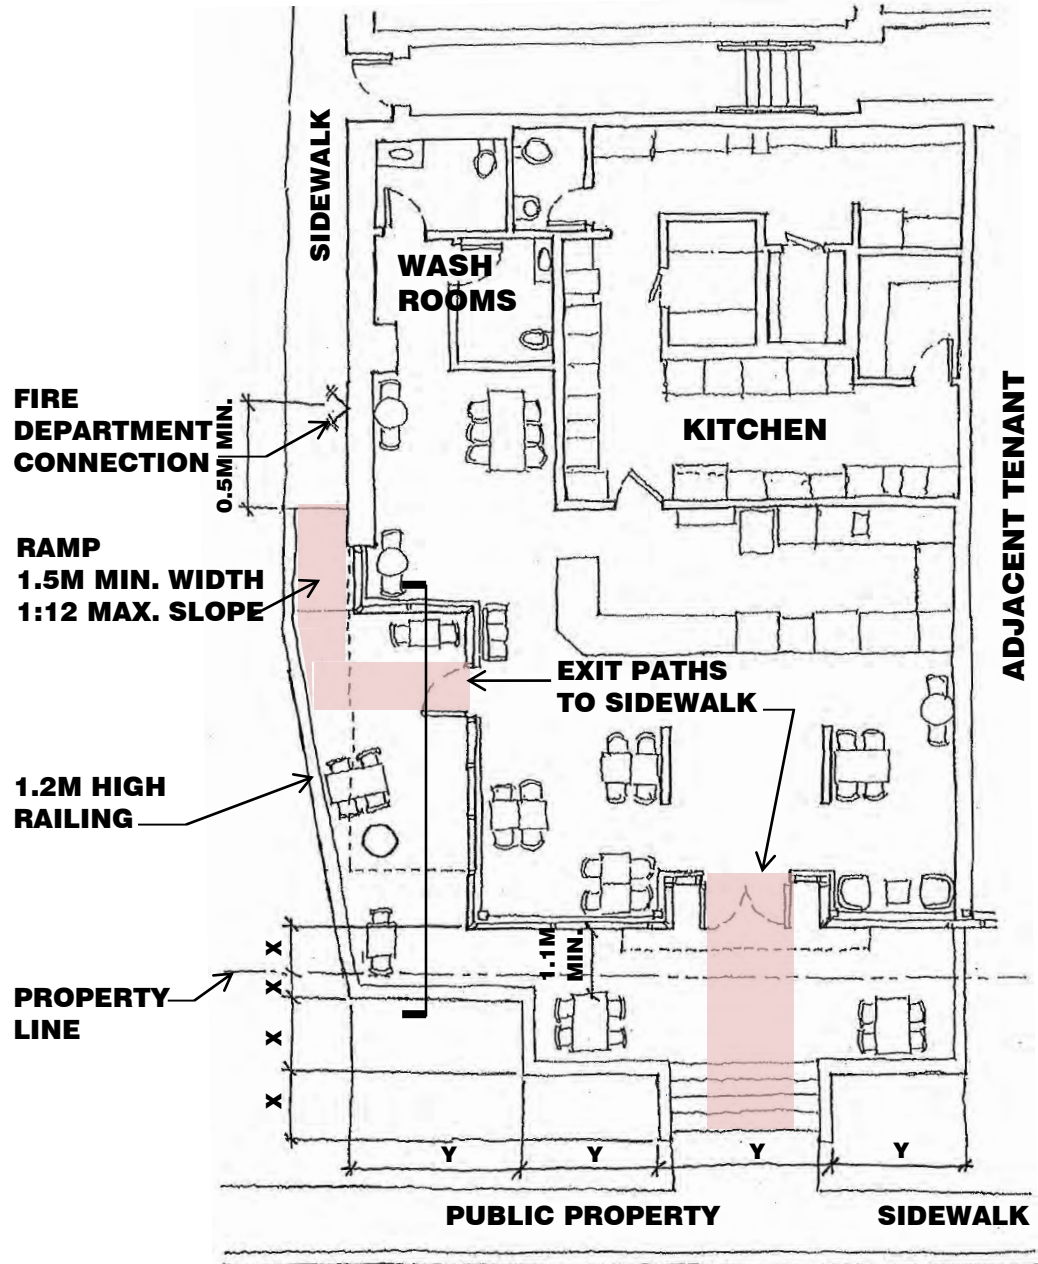 SIDEWALK
WASH
ROOMS
FIRE
DEPARTMENT
CONNECTION
0.5M MIN.
KITCHEN
ADJACENT TENANT
RAMP
1.5M MIN. WIDTH
1:12 MAX. SLOPE
EXIT PATHS
TO SIDEWALK
1.2M HIGH
RAILING
1.1M
MIN.
X
X
X
X
PROPERTY
LINE
Y
Y
Y
Y
PUBLIC PROPERTY
SIDEWALK